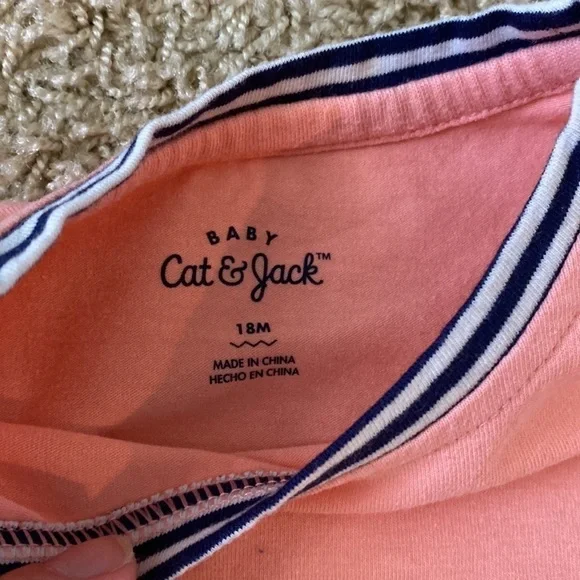 BABY
Cat & Jack™
18M
MADE IN CHINA
HECHO EN CHINA